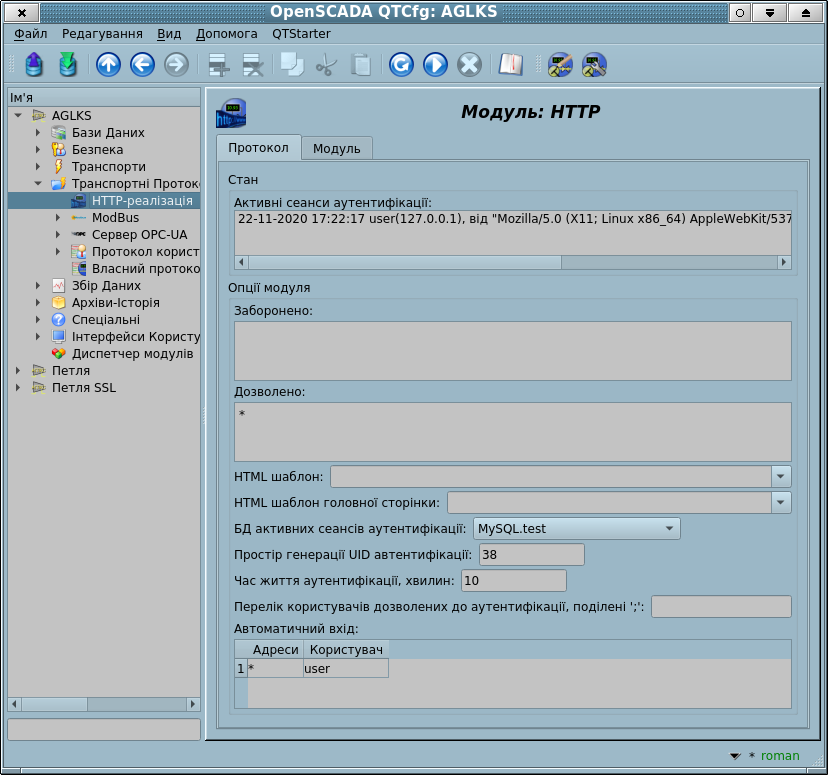 OpenSCADA QTCfg: AGLKS
Файл Редагування Вид Допомога QTStarter
Ім'я
AGLKS
Бази Даних
Безпека
Транспорти
Транспортні Проток
HTTP-реалізація
ModBus
Сервер OPC-UA
Протокол корист
Власний протоко
Збір Даних
Архіви-Історія
Спеціальні
Інтерфейси Користу
Диспетчер модулів
Петля
Петля SSL
http
Модуль: HTTP
Протокол Модуль
Стан
Активні сеанси аутентифікації:
22-11-2020 17:22:17 user(127.0.0.1), від "Mozilla/5.0 (X11; Linux x86_64) AppleWebKit/537
Опції модуля
Заборонено:
Дозволено:
*
HTML шаблон:
HTML шаблон головної сторінки:
БД активних сеансів аутентифікації: MySQL.test
Простір генерації UID автентифікації: 38
Час життя аутентифікації, хвилин: 10
Перелік користувачів дозволених до аутентифікації, поділені ';':
Автоматичний вхід:
Адреси Користувач
1 * user
* roman